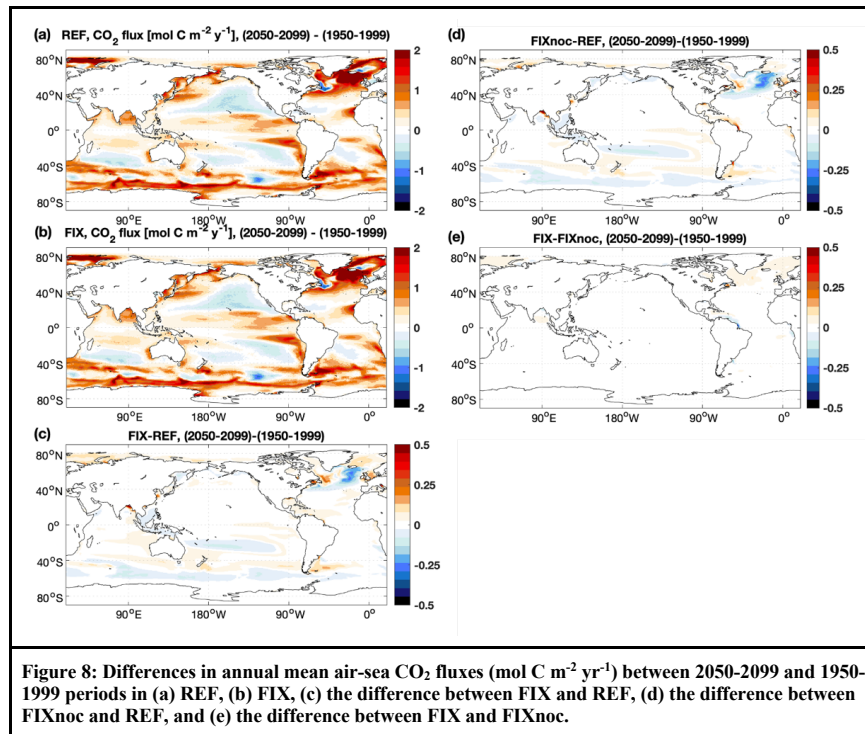 (a) REF, CO₂ flux [mol C m⁻² y⁻¹], (2050-2099) - (1950-1999)
80°N
40°N
0°
40°S
80°S
90°E 180°W 90°W 0°
2
1
0
-1
-2
(b) FIX, CO₂ flux [mol C m⁻² y⁻¹], (2050-2099) - (1950-1999)
80°N
40°N
0°
40°S
80°S
90°E 180°W 90°W 0°
2
1
0
-1
-2
(c) FIX-REF, (2050-2099)-(1950-1999)
80°N
40°N
0°
40°S
80°S
90°E 180°W 90°W 0°
0.5
0.25
0
-0.25
-0.5
(d) FIXnoc-REF, (2050-2099)-(1950-1999)
80°N
40°N
0°
40°S
80°S
90°E 180°W 90°W 0°
0.5
0.25
0
-0.25
-0.5
(e) FIX-FIXnoc, (2050-2099)-(1950-1999)
80°N
40°N
0°
40°S
80°S
90°E 180°W 90°W 0°
0.5
0.25
0
-0.25
-0.5
Figure 8: Differences in annual mean air-sea CO₂ fluxes (mol C m⁻² yr⁻¹) between 2050-2099 and 1950-
1999 periods in (a) REF, (b) FIX, (c) the difference between FIX and REF, (d) the difference between
FIXnoc and REF, and (e) the difference between FIX and FIXnoc.